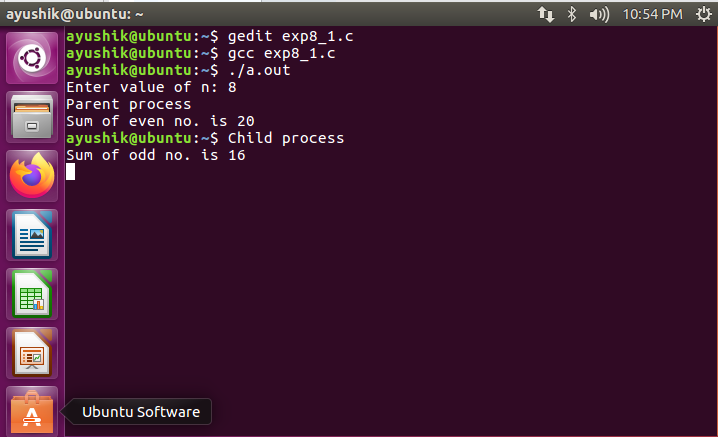 ayushik@ubuntu: ~
10:54 PM
ayushik@ubuntu:~$ gedit exp8_1.c
ayushik@ubuntu:~$ gcc exp8_1.c
ayushik@ubuntu:~$ ./a.out
Enter value of n: 8
Parent process
Sum of even no. is 20
ayushik@ubuntu:~$ Child process
Sum of odd no. is 16
Ubuntu Software